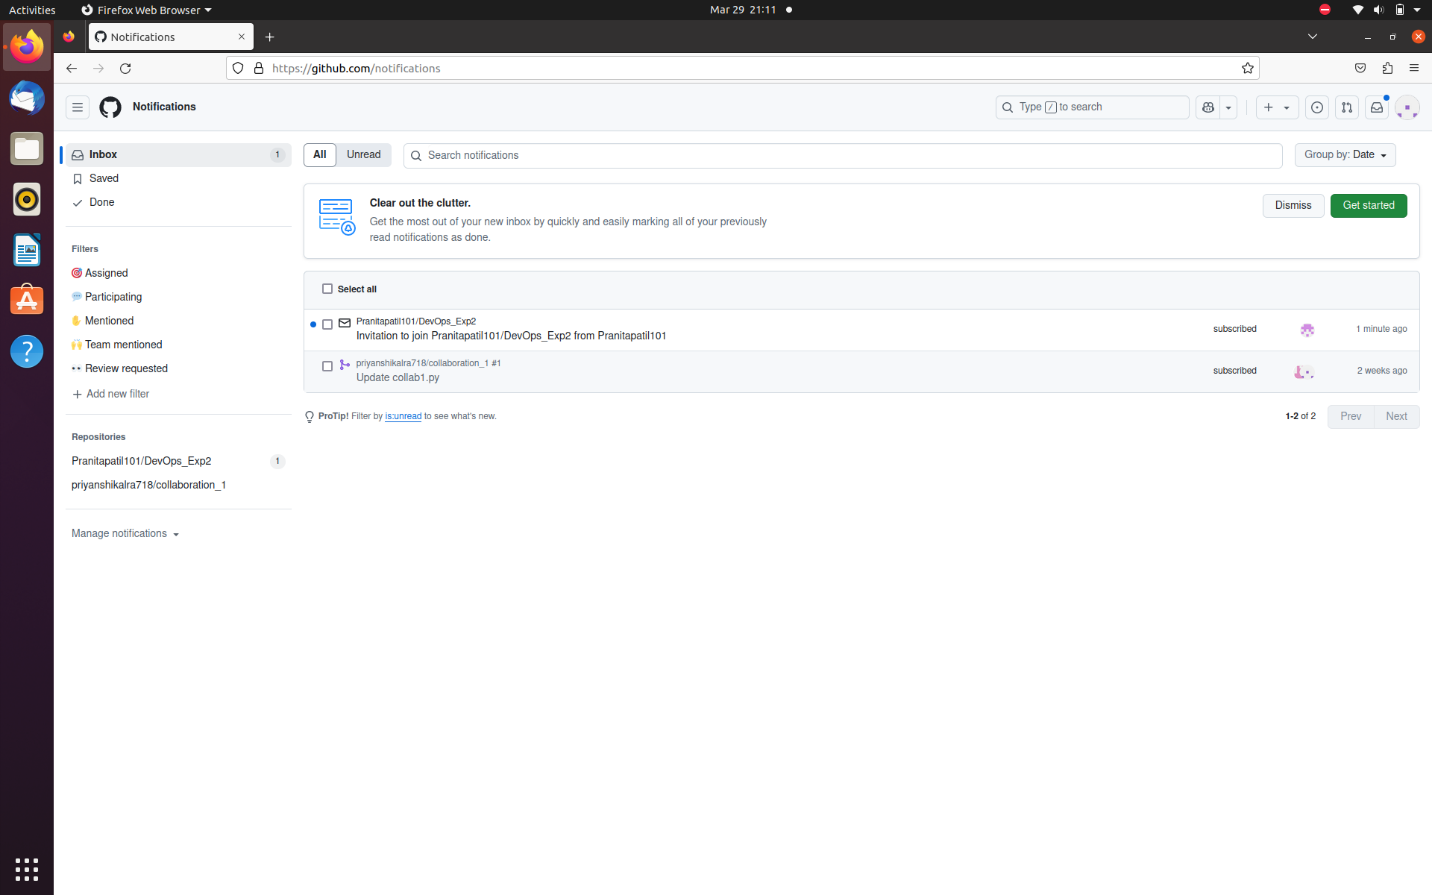 Activities
Firefox Web Browser
Mar 29 21:11
Notifications
https://github.com/notifications
Notifications
Type / to search
Inbox
1
Saved
Done
Filters
Assigned
Participating
Mentioned
Team mentioned
Review requested
Add new filter
Repositories
Pranitapatil101/DevOps_Exp2
1
priyanshikalra718/collaboration_1
Manage notifications
All
Unread
Search notifications
Group by: Date
Clear out the clutter.
Get the most out of your new inbox by quickly and easily marking all of your previously
read notifications as done.
Dismiss
Get started
Select all
Pranitapatil101/DevOps_Exp2
Invitation to join Pranitapatil101/DevOps_Exp2 from Pranitapatil101
subscribed
1 minute ago
priyanshikalra718/collaboration_1 #1
Update collab1.py
subscribed
2 weeks ago
ProTip! Filter by is:unread to see what's new.
1-2 of 2
Prev
Next